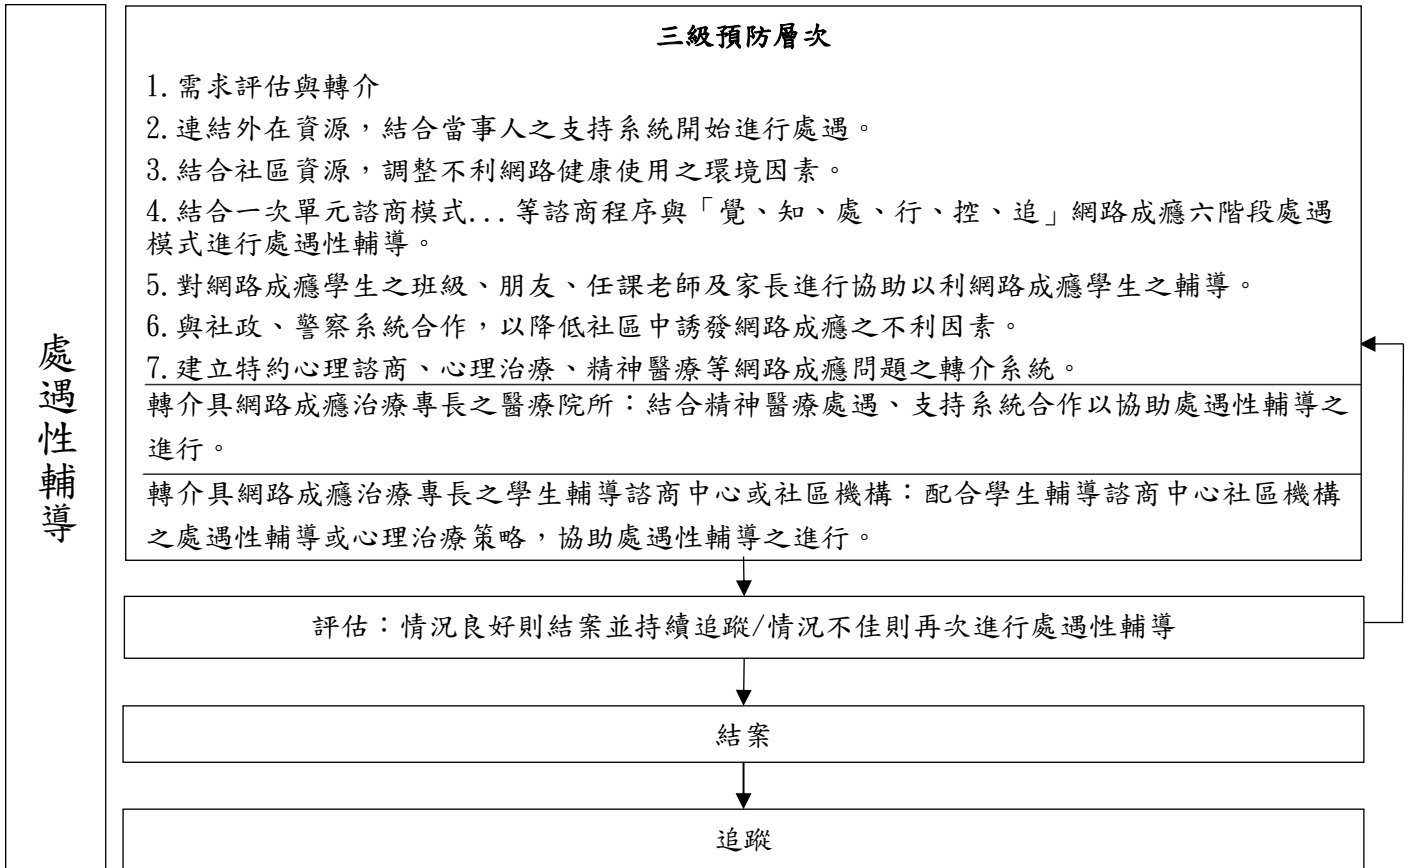 處遇性輔導
三級預防層次
1.需求評估與轉介
2.連結外在資源，結合當事人之支持系統開始進行處遇。
3.結合社區資源，調整不利網路健康使用之環境因素。
4.結合一次單元諮商模式...等諮商程序與「覺、知、處、行、控、追」網路成癮六階段處遇
模式進行處遇性輔導。
5.對網路成癮學生之班級、朋友、任課老師及家長進行協助以利網路成癮學生之輔導。
6.與社政、警察系統合作，以降低社區中誘發網路成癮之不利因素。
7.建立特約心理諮商、心理治療、精神醫療等網路成癮問題之轉介系統。
轉介具網路成癮治療專長之醫療院所：結合精神醫療處遇、支持系統合作以協助處遇性輔導之
進行。
轉介具網路成癮治療專長之學生輔導諮商中心或社區機構：配合學生輔導諮商中心社區機構
之處遇性輔導或心理治療策略，協助處遇性輔導之進行。
評估：情況良好則結案並持續追蹤/情況不佳則再次進行處遇性輔導
結案
追蹤